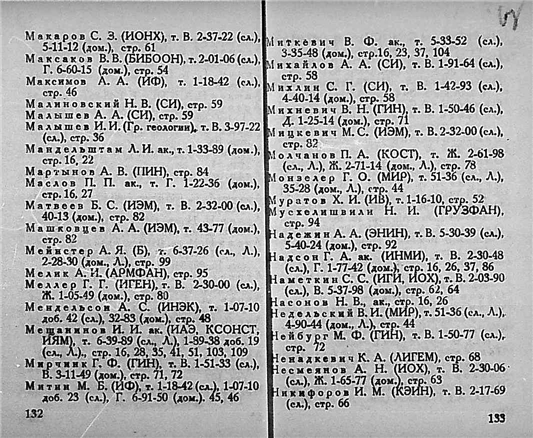 Макаров С. З. (ИОНХ), т. В. 2-37-22 (сл.),
5-11-12 (дом.), стр. 61
Максаков В. В. (БИБООН), т. 2-01-06 (сл.),
Г. 6-60-15 (дом.), стр. 54
Максимов А. А. (ИФ), т. 1-18-42 (сл.),
стр. 46
Малиновский Н. В. (СИ), стр. 59
Малышев А. А. (СИ), стр. 59
Малышев И. И. (Гр. геологии), т. В. 3-97-22
(сл.), стр. 36
Мандельштам Л. И. ак., т. 1-33-89 (дом.),
стр. 16, 22
Мартынов А. В. (ПИН), стр. 84
Маслов П. П. ак., т. Г. 1-22-36 (дом.),
стр. 16, 27
Матвеев Б. С. (ИЭМ), т. В. 2-32-00 (сл.),
40-13 (дом.), стр. 82
Машковцев А. А. (ИЭМ), т. 43-77 (дом.),
стр. 82
Мейстер А. Я. (Б), т. 6-37-26 (сл., Л.),
2-28-30 (дом., Л.), стр. 99
Мелик А. И. (АРМФАН), стр. 95
Меллер Г. Г. (ИГЕН), т. В. 2-30-00 (сл.),
Ж. 1-05-49 (дом.), стр. 80
Мендельсон А. С. (ИНЭК), т. 1-07-10
доб. 42 (сл.), 32-83 (дом.), стр. 48
Мещанинов И. И. ак. (ИАЭ, КСОНСТ,
ИЯМ), т. 6-39-89 (сл., Л.), 1-89-38 доб. 19
(сл., Л.), стр. 16, 28, 35, 41, 51, 103, 109
Мирчинк Г. Ф. (ГИН), т. В. 1-51-33 (сл.),
В. 3-11-49 (дом.), стр. 71, 72
Митин М. Б. (ИФ), т. 1-18-42 (сл.), 1-07-10
доб. 23 (сл.), Г. 6-91-50 (дом.). 45, 46
132
Миткевич В. Ф. ак., т. 5-33-52 (сл.),
3-35-48 (дом.), стр. 16, 23, 37, 104
Михайлов А. А. (СИ), т. В. 1-91-64 (сл.),
стр. 58
Михлин С. Г. (СИ), т. В. 1-42-93 (сл.),
4-40-14 (дом.), стр. 58
Михневич В. Н. (ГИН), т. В. 1-50-46 (сл.),
Д. 1-25-14 (дом.), стр. 71
Мицкевич М. С. (ИЭМ), т. В. 2-32-00 (сл.),
стр. 82
Молчанов П. А. (КОСТ), т. Ж. 2-61-98
(сл., Л.), Ж. 2-71-14 (дом., Л.), стр. 78
Монзелер Г. О. (МИР), т. 51-36 (сл., Л.),
35-28 (дом., Л.), стр. 44
Муратов Х. И. (ИВ), т. 1-16-10, стр. 52
Мусхелишвили Н. И. (ГРУЗФАН),
стр. 94
Надежин А. А. (ЭНИН), т. В. 5-30-39 (сл.),
5-40-24 (дом.), стр. 92
Надсон Г. А. ак. (ИНМИ), т. В. 2-30-48
(сл.), Г. 1-77-42 (дом.), стр. 16, 26, 37, 86
Наметкин С. С. (ИГИ, ИОХ), т. В. 2-03-90
(сл.), В. 5-37-98 (дом.), стр. 62, 64
Насонов Н. В., ак., стр. 16, 26
Недельский В. И. (МИР), т. 51-36 (сл., Л.),
4-90-44 (дом., Л.), стр. 44
Нейбург М. Ф. (ГИН), т. В. 1-50-77 (сл.),
стр. 72
Ненадкевич К. А. (ЛИГЕМ), стр. 68
Несмеянов А. Н. (ИОХ), т. В. 2-30-06
(сл.), Ж. 1-65-77 (дом.), стр. 63
Никифоров И. М. (КЭИН), т. В. 2-17-69
(сл.), стр. 66
133